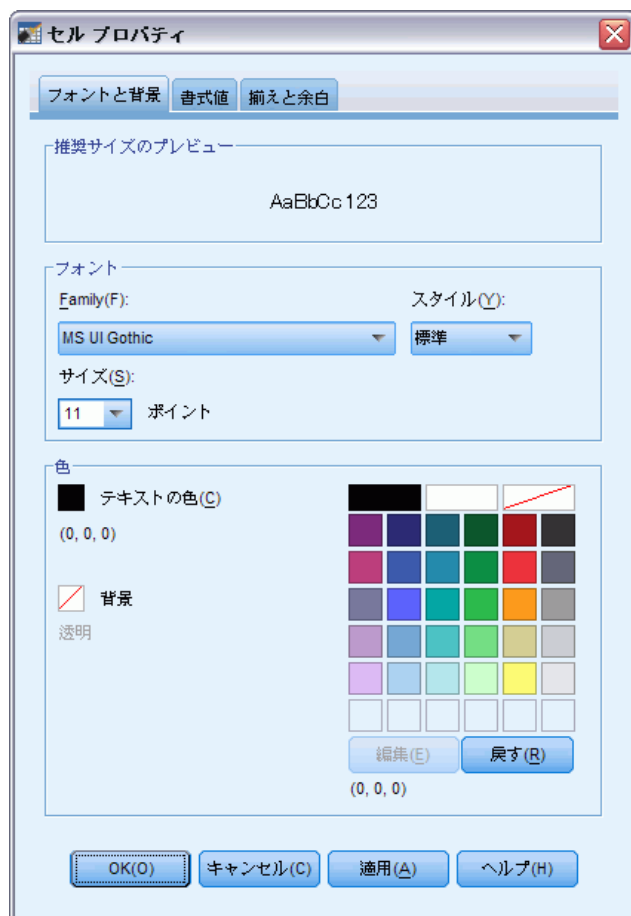 セル プロパティ
フォントと背景 書式値 揃えと余白
推奨サイズのプレビュー
AaBbCc 123
フォント
Family(F): スタイル(Y):
MS UI Gothic 標準
サイズ(S):
11 ポイント
色
テキストの色(C)
(0, 0, 0)
背景
透明
編集(E) 戻す(R)
(0, 0, 0)
OK(O) キャンセル(C) 適用(A) ヘルプ(H)